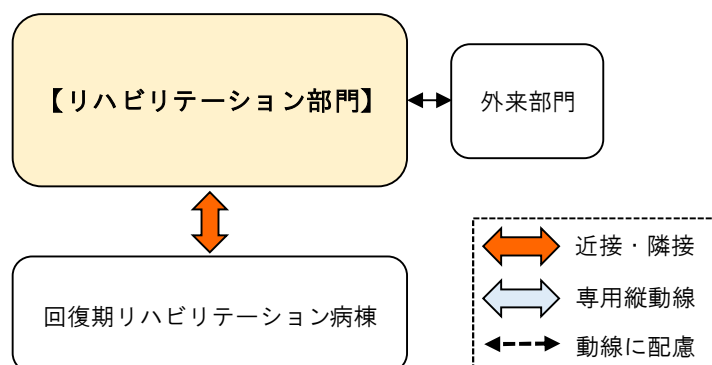 【リハビリテーション部門】
外来部門
回復期リハビリテーション病棟
近接・隣接
専用縦動線
動線に配慮